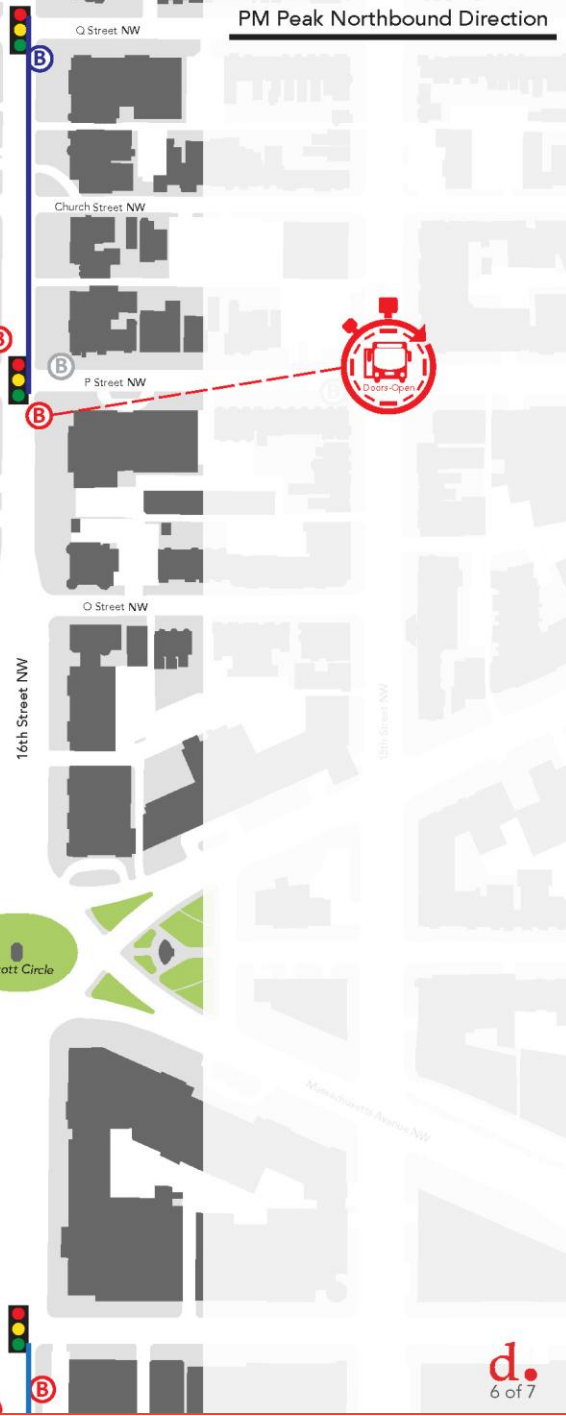 PM Peak Northbound Direction
Q Street NW
B
Church Street NW
B
B
P Street NW
Doors-Open
B
O Street NW
16th Street NW
15th Street NW
ott Circle
Massachusetts Avenue NW
B
d.
6 of 7